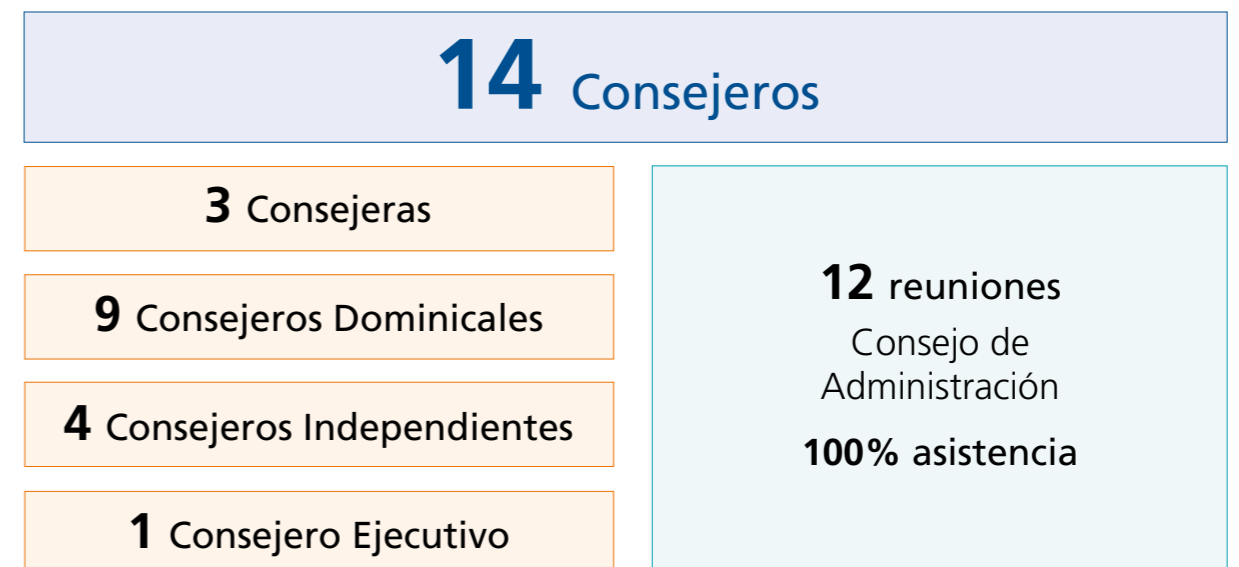 14 Consejeros
3 Consejeras
9 Consejeros Dominicales
4 Consejeros Independientes
1 Consejero Ejecutivo
12 reuniones
Consejo de
Administración
100% asistencia